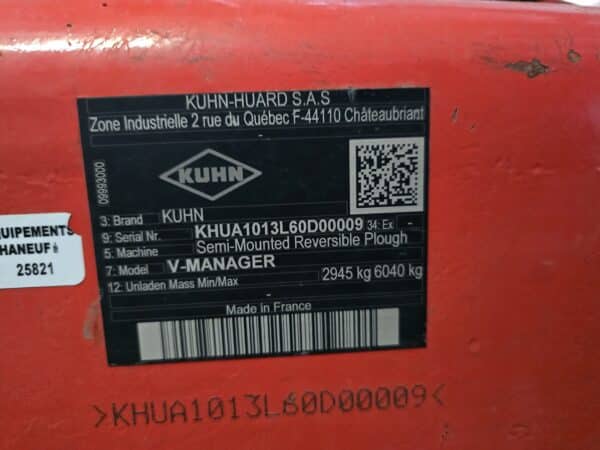 KUHN-HUARD S.A.S
Zone Industrielle 2 rue du Québec F-44110 Châteaubriant
09993000
KUHN
3: Brand KUHN
9: Serial Nr. KHUA1013L60D00009 34: Ex -
5: Machine Semi-Mounted Reversible Plough
7: Model V-MANAGER
12: Unladen Mass Min/Max 2945 kg 6040 kg
Made in France
QUIPEMENTS
HANEUF
25821
>KHUA1013L60D00009<